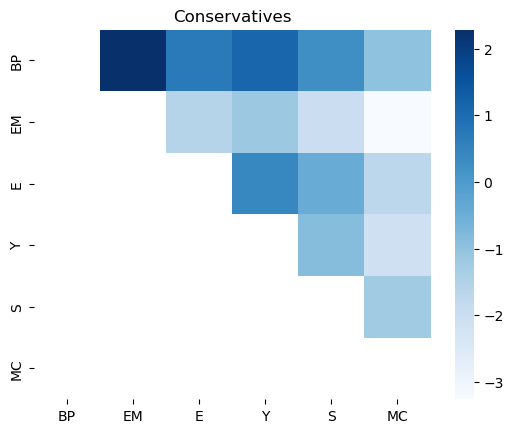 Conservatives
BP
EM
E
Y
S
MC
BP EM E Y S MC
2
1
0
−1
−2
−3